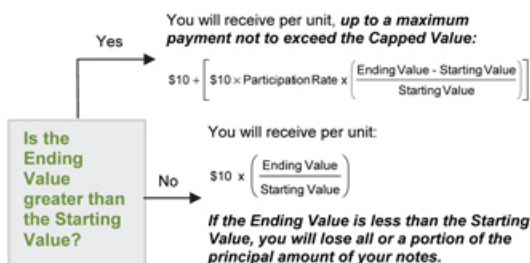 You will receive per unit, up to a maximum
payment not to exceed the Capped Value:
Yes
$10 + [ $10 × Participation Rate x ( Ending Value - Starting Value
Starting Value ) ]
Is the
Ending
Value
greater than
the Starting
Value?
You will receive per unit:
No
$10 x ( Ending Value
Starting Value )
If the Ending Value is less than the Starting
Value, you will lose all or a portion of the
principal amount of your notes.